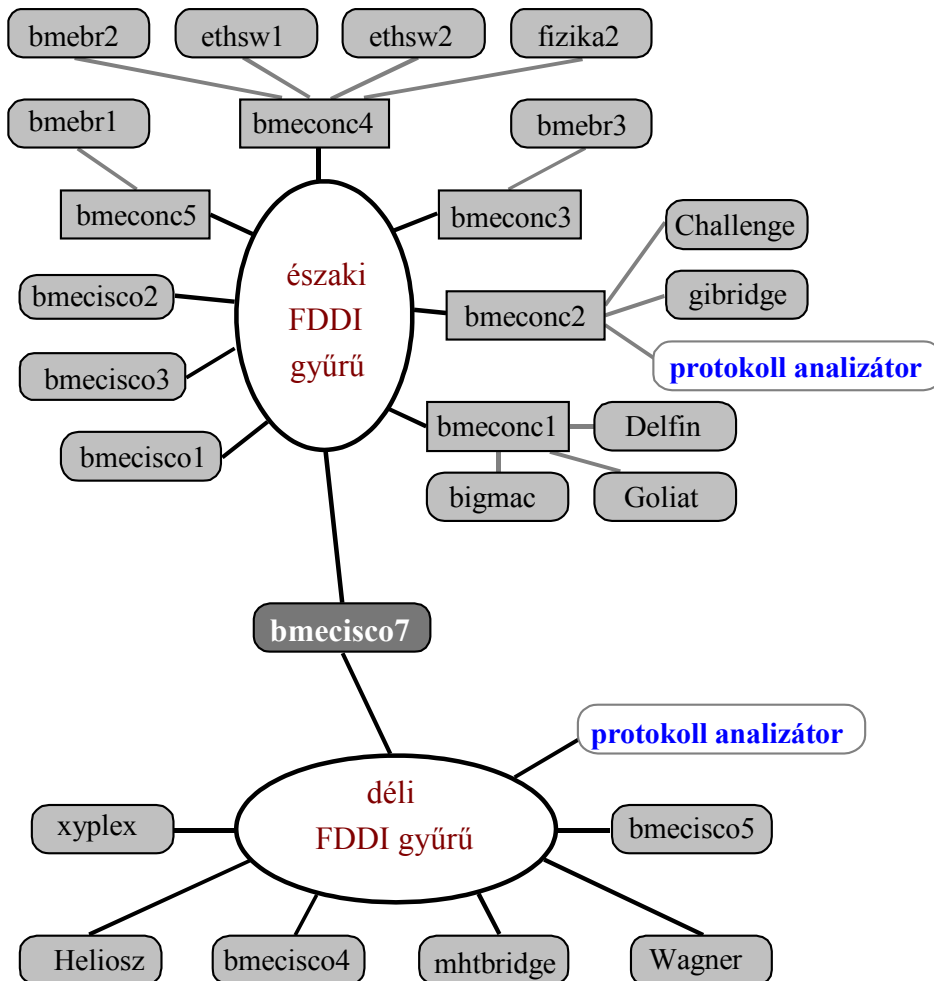 bmebr2
ethsw1
ethsw2
fizika2
bmebr1
bmeconc4
bmebr3
bmeconc5
bmeconc3
Challenge
északi
FDDI
gyűrű
bmecisco2
gibridge
bmeconc2
protokoll analizátor
bmecisco3
bmeconc1
Delfin
bmecisco1
bigmac
Goliat
bmecisco7
protokoll analizátor
déli
FDDI gyűrű
xyplex
bmecisco5
Heliosz
bmecisco4
mhtbridge
Wagner